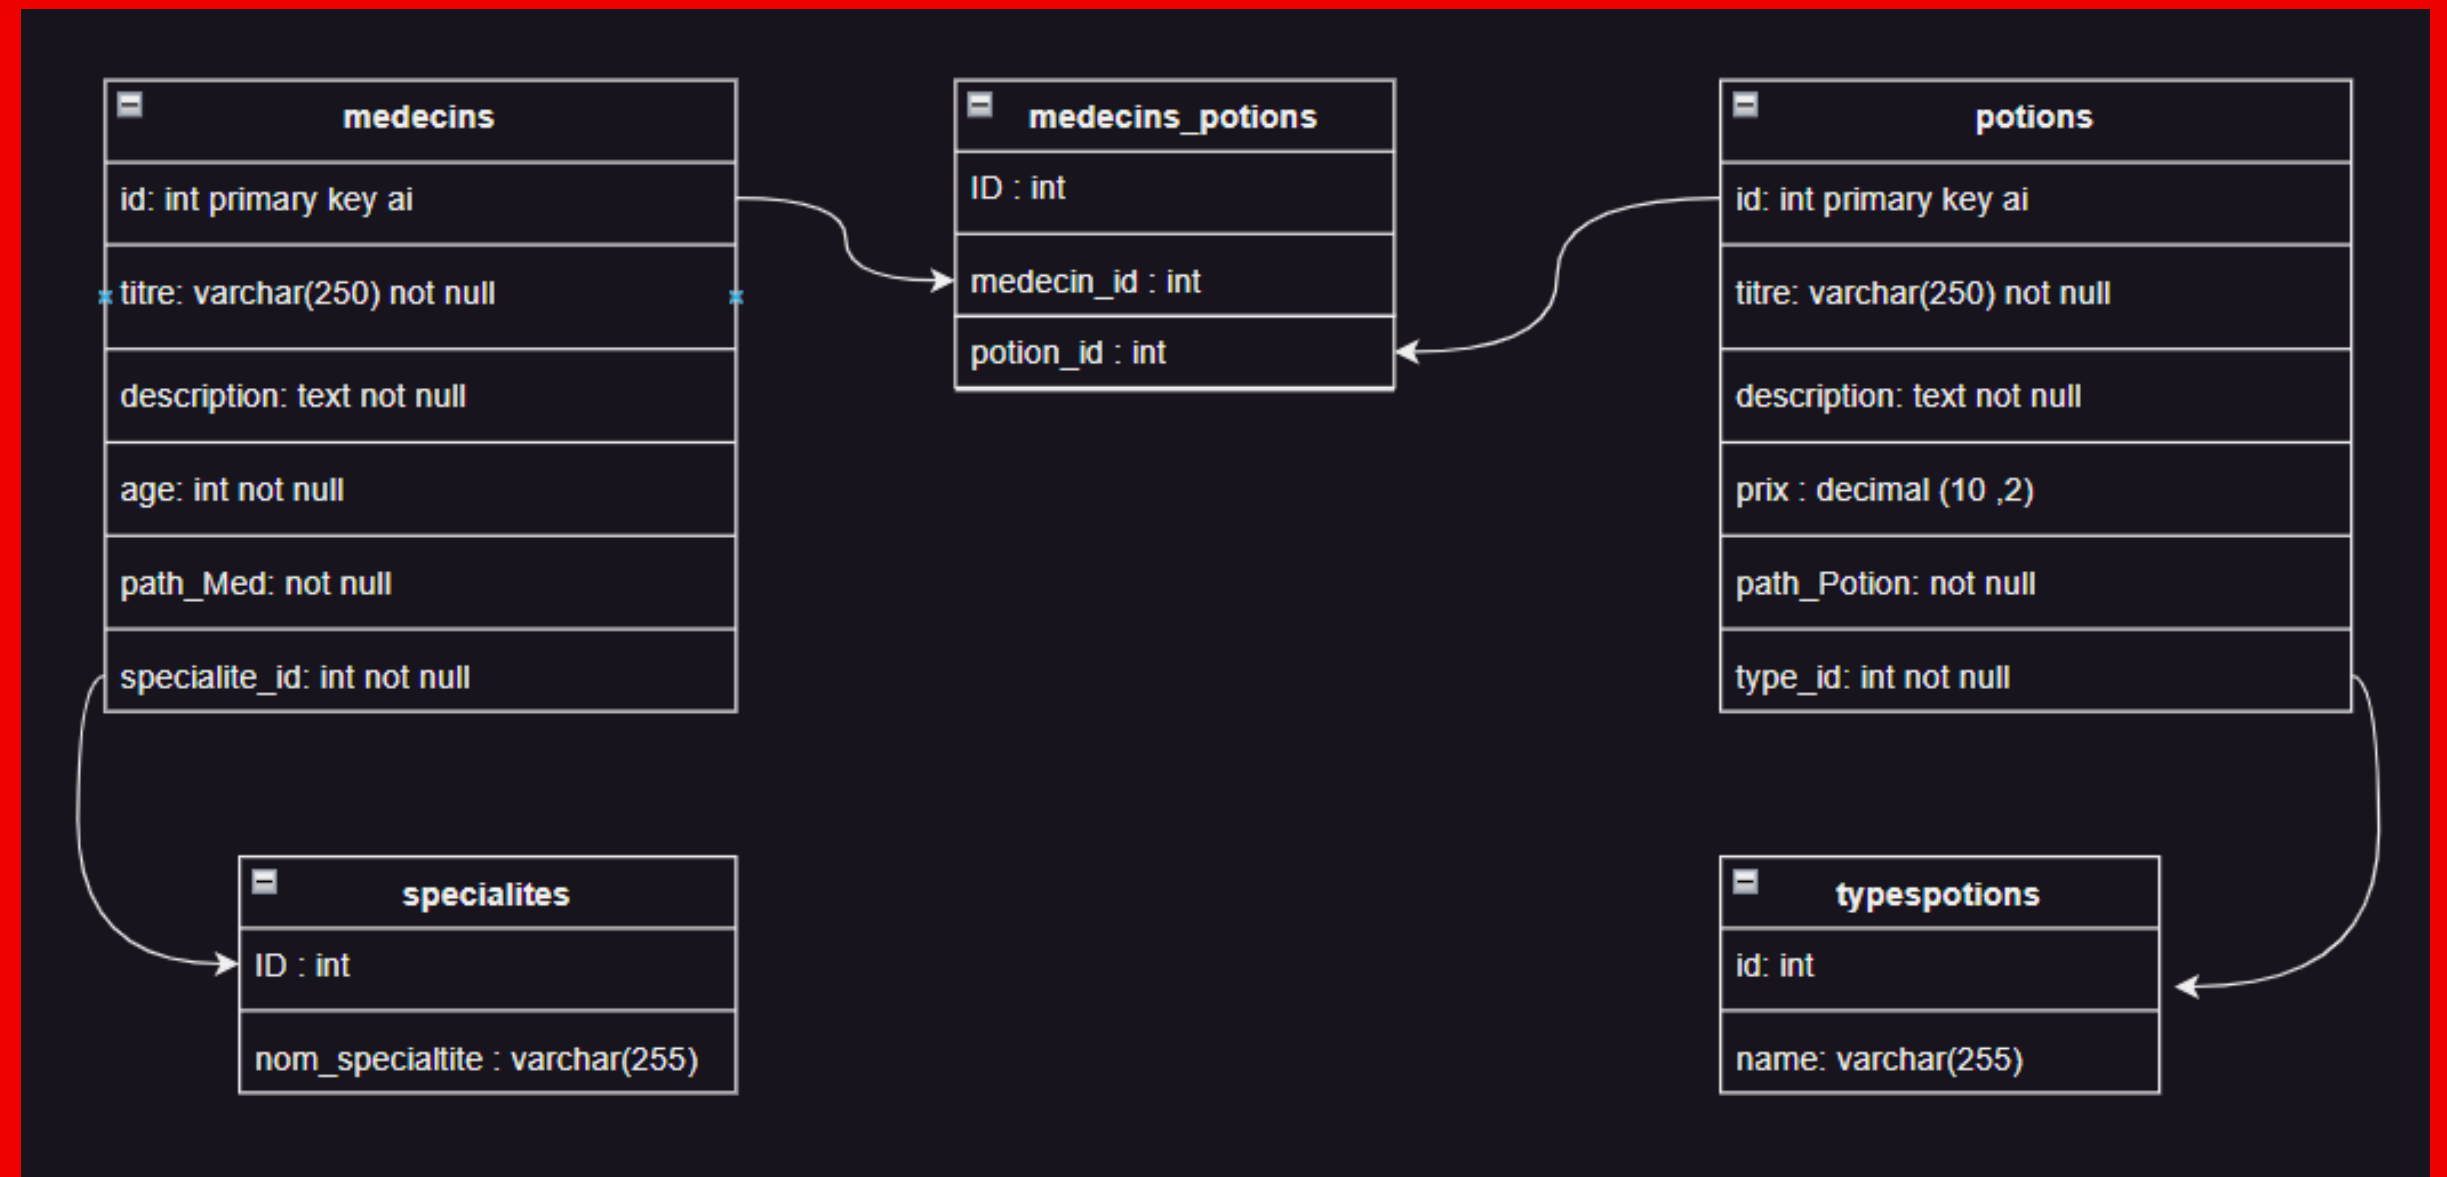 medecins
id: int primary key ai
titre: varchar(250) not null
description: text not null
age: int not null
path_Med: not null
specialite_id: int not null
medecins_potions
ID : int
medecin_id : int
potion_id : int
potions
id: int primary key ai
titre: varchar(250) not null
description: text not null
prix : decimal (10 ,2)
path_Potion: not null
type_id: int not null
specialites
ID : int
nom_specialtite : varchar(255)
typespotions
id: int
name: varchar(255)